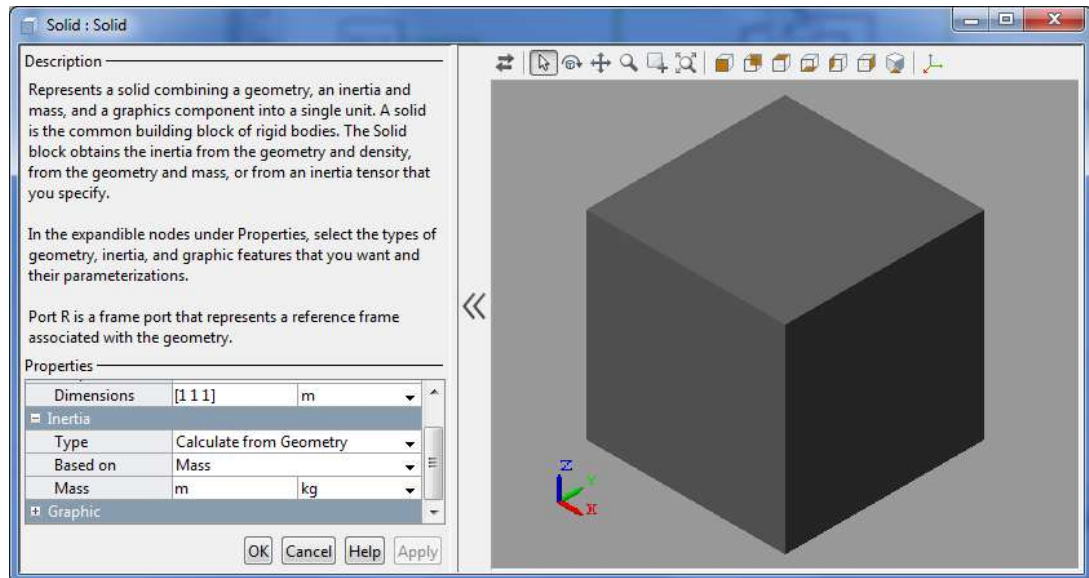 Solid : Solid
Description
Represents a solid combining a geometry, an inertia and
mass, and a graphics component into a single unit. A solid
is the common building block of rigid bodies. The Solid
block obtains the inertia from the geometry and density,
from the geometry and mass, or from an inertia tensor that
you specify.
In the expandible nodes under Properties, select the types of
geometry, inertia, and graphic features that you want and
their parameterizations.
Port R is a frame port that represents a reference frame
associated with the geometry.
Properties
Dimensions [1 1 1] m
Inertia
Type Calculate from Geometry
Based on Mass
Mass m kg
Graphic
OK Cancel Help Apply
Z
Y
X